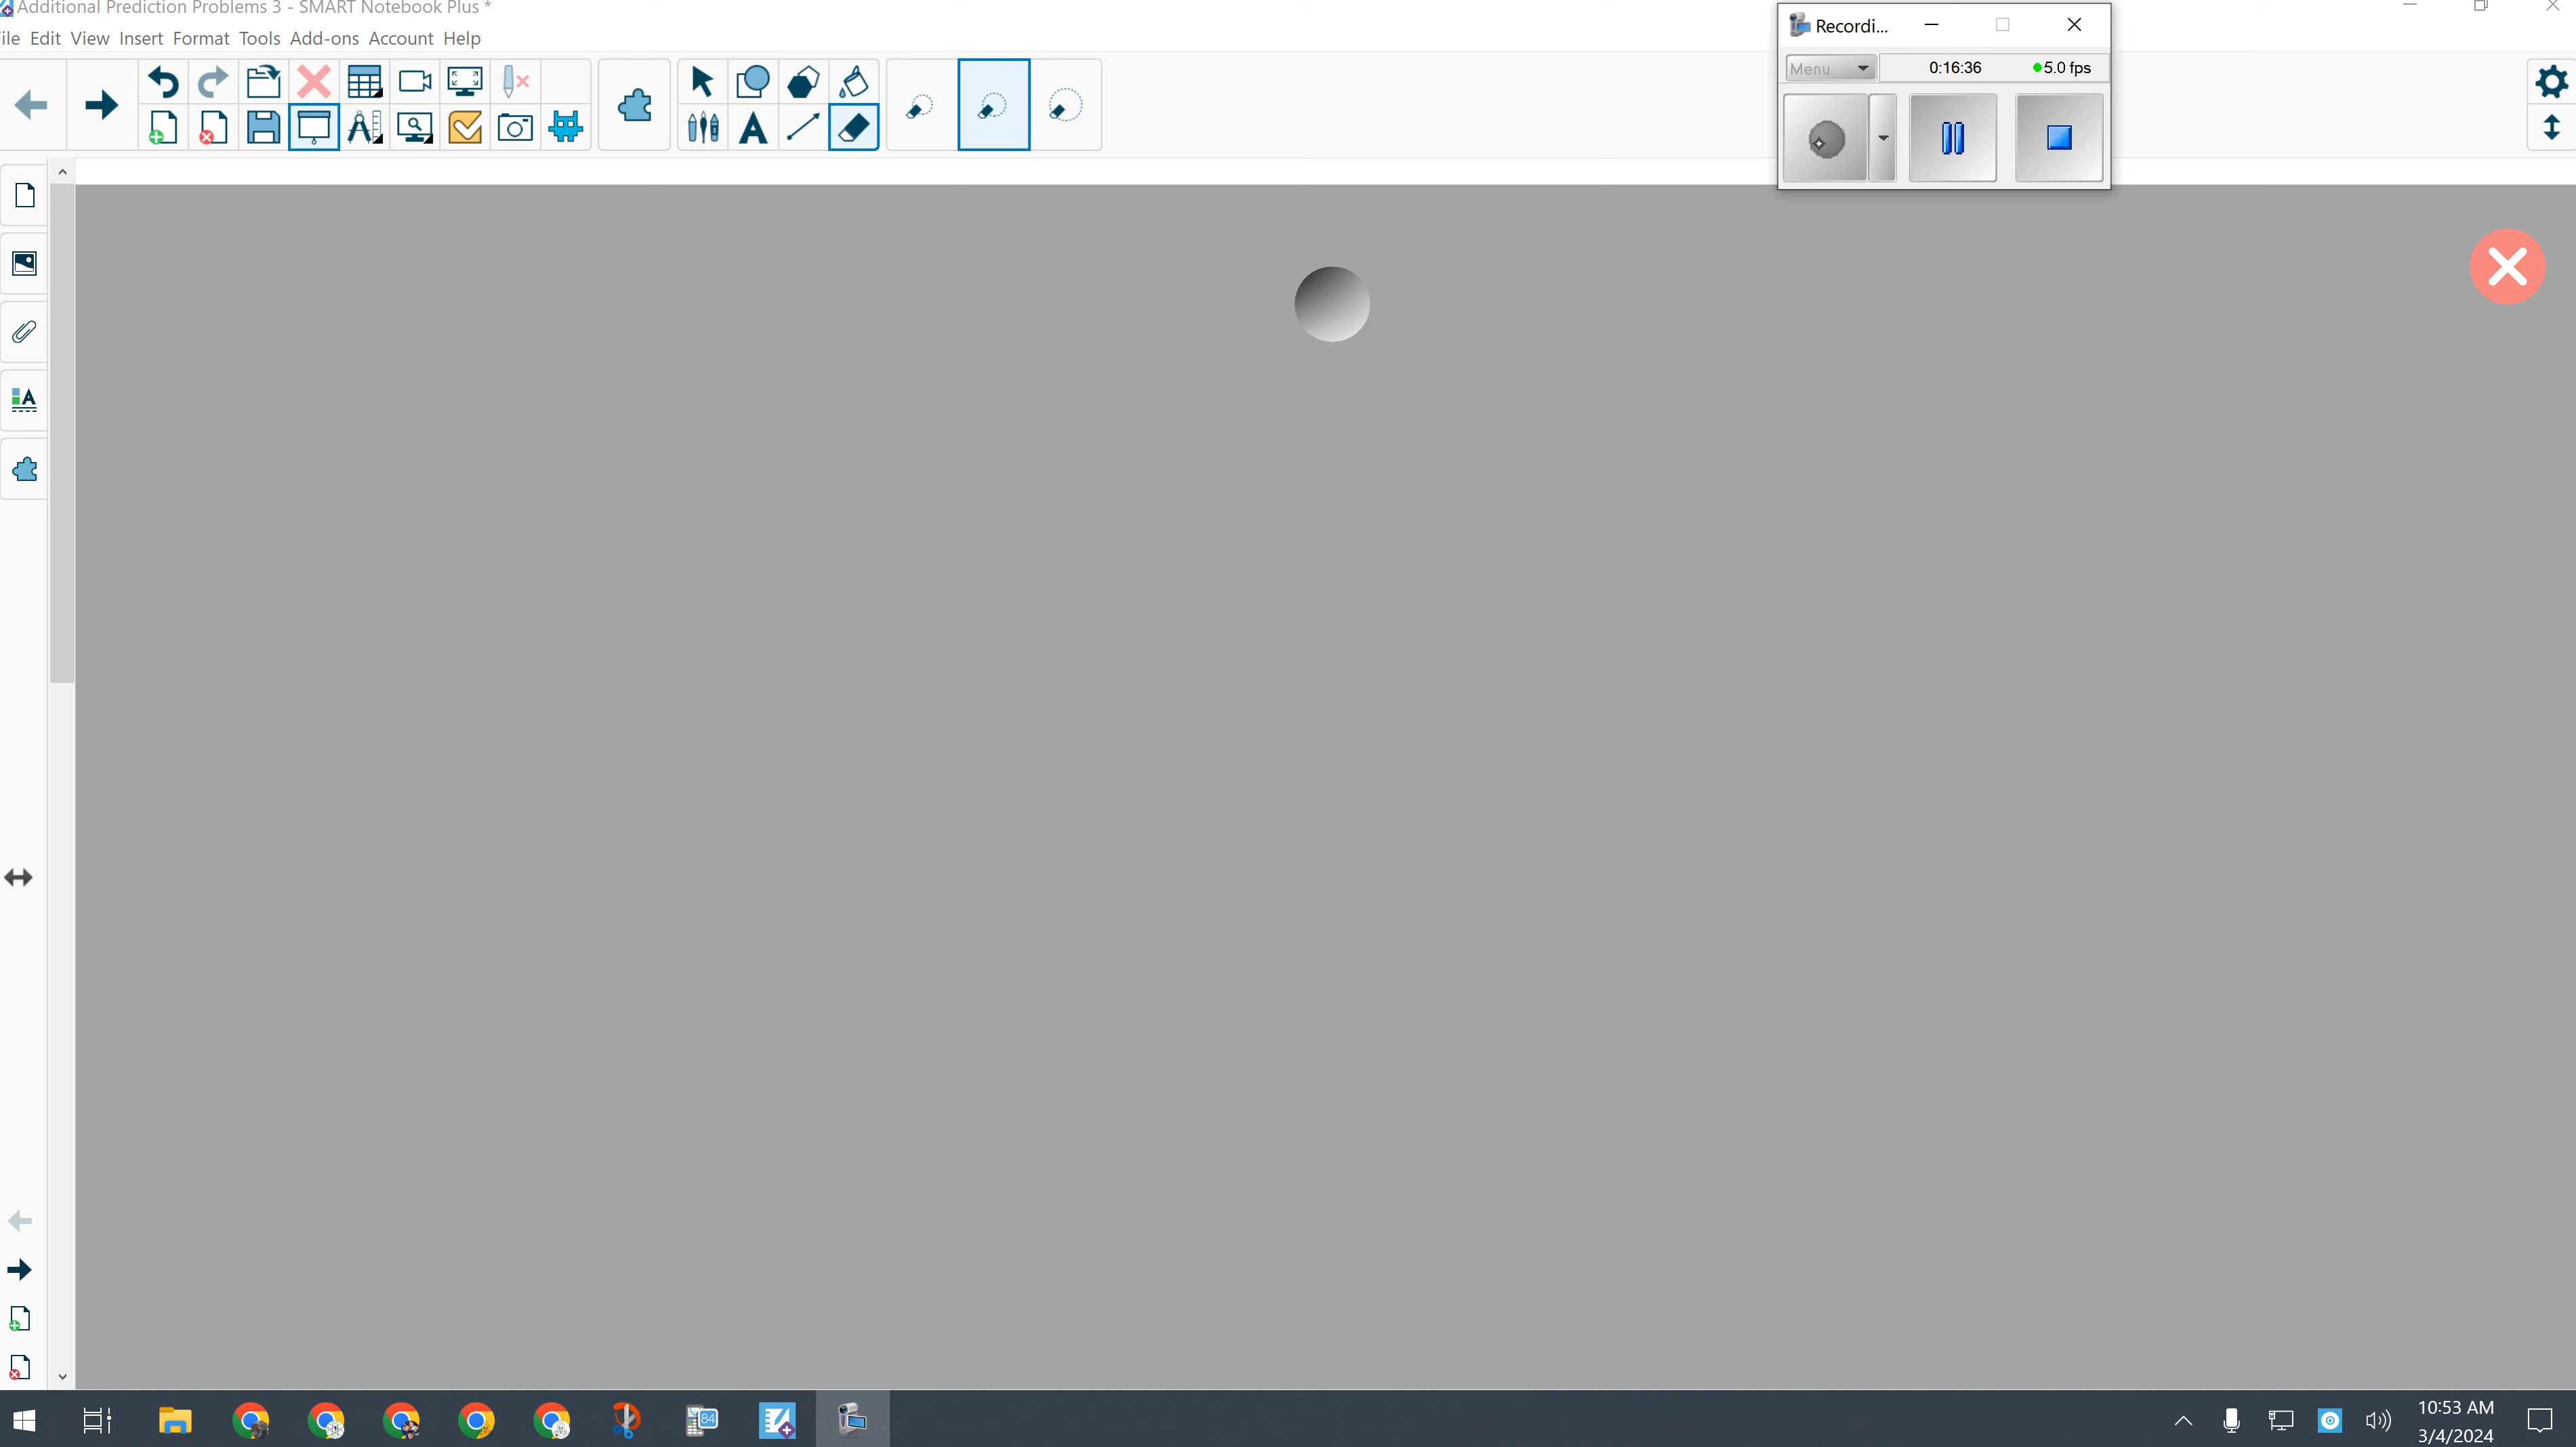 Additional Prediction Problems 3 - SMART Notebook Plus *
ile Edit View Insert Format Tools Add-ons Account Help
Recordi...
Menu 0:16:36 5.0 fps
A
A
84
10:53 AM
3/4/2024